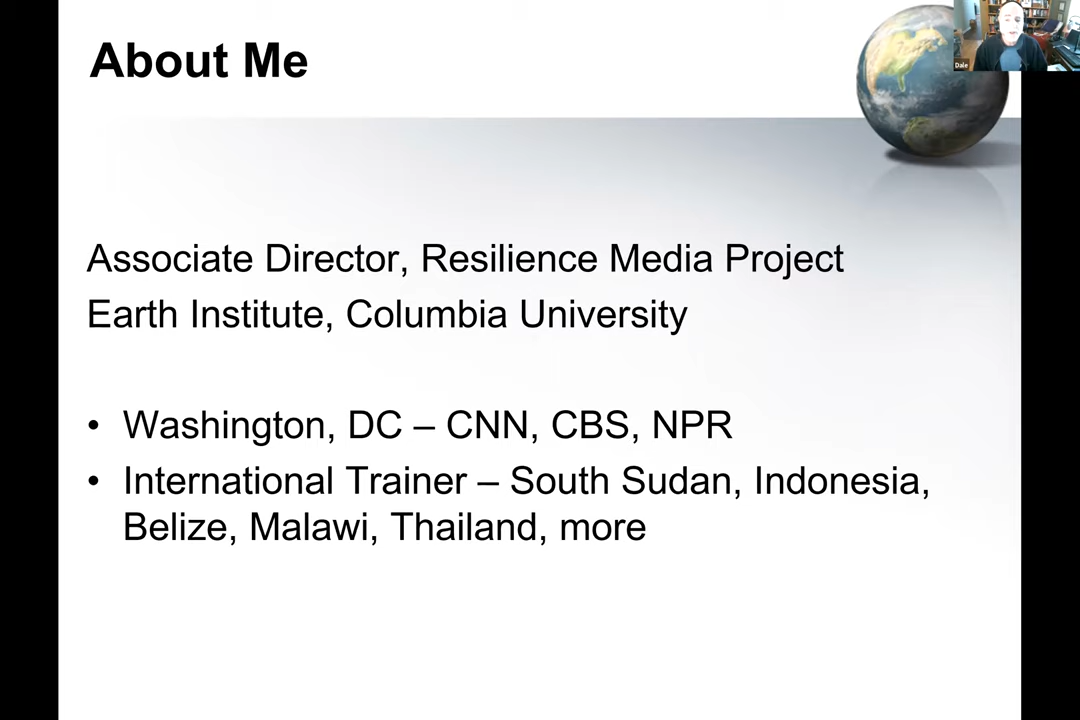 About Me
Dale
Associate Director, Resilience Media Project
Earth Institute, Columbia University
• Washington, DC – CNN, CBS, NPR
• International Trainer – South Sudan, Indonesia,
Belize, Malawi, Thailand, more